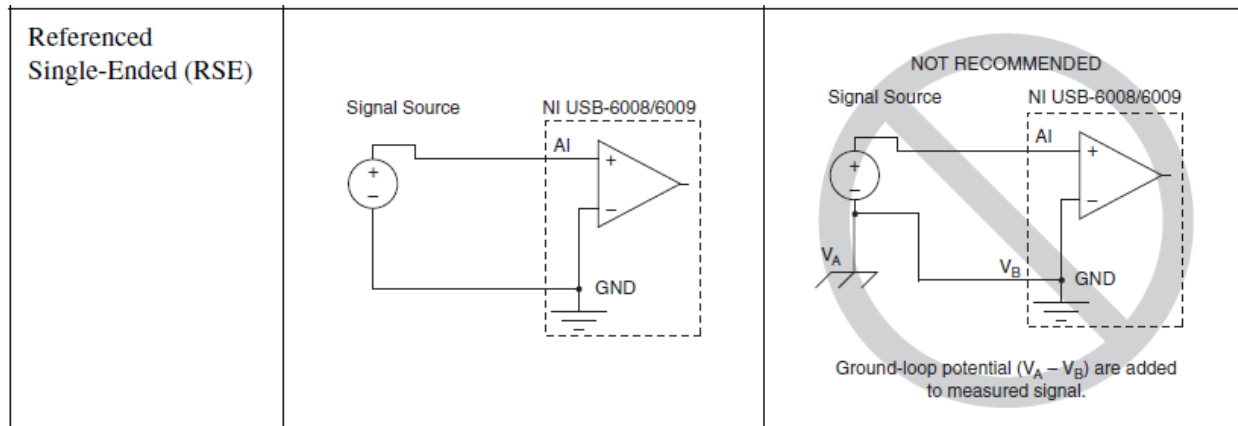 Referenced
Single-Ended (RSE)
Signal Source
NI USB-6008/6009
AI
+
−
+
−
GND
NOT RECOMMENDED
Signal Source
NI USB-6008/6009
AI
+
−
+
−
VA
VB
GND
Ground-loop potential (VA – VB) are added
to measured signal.